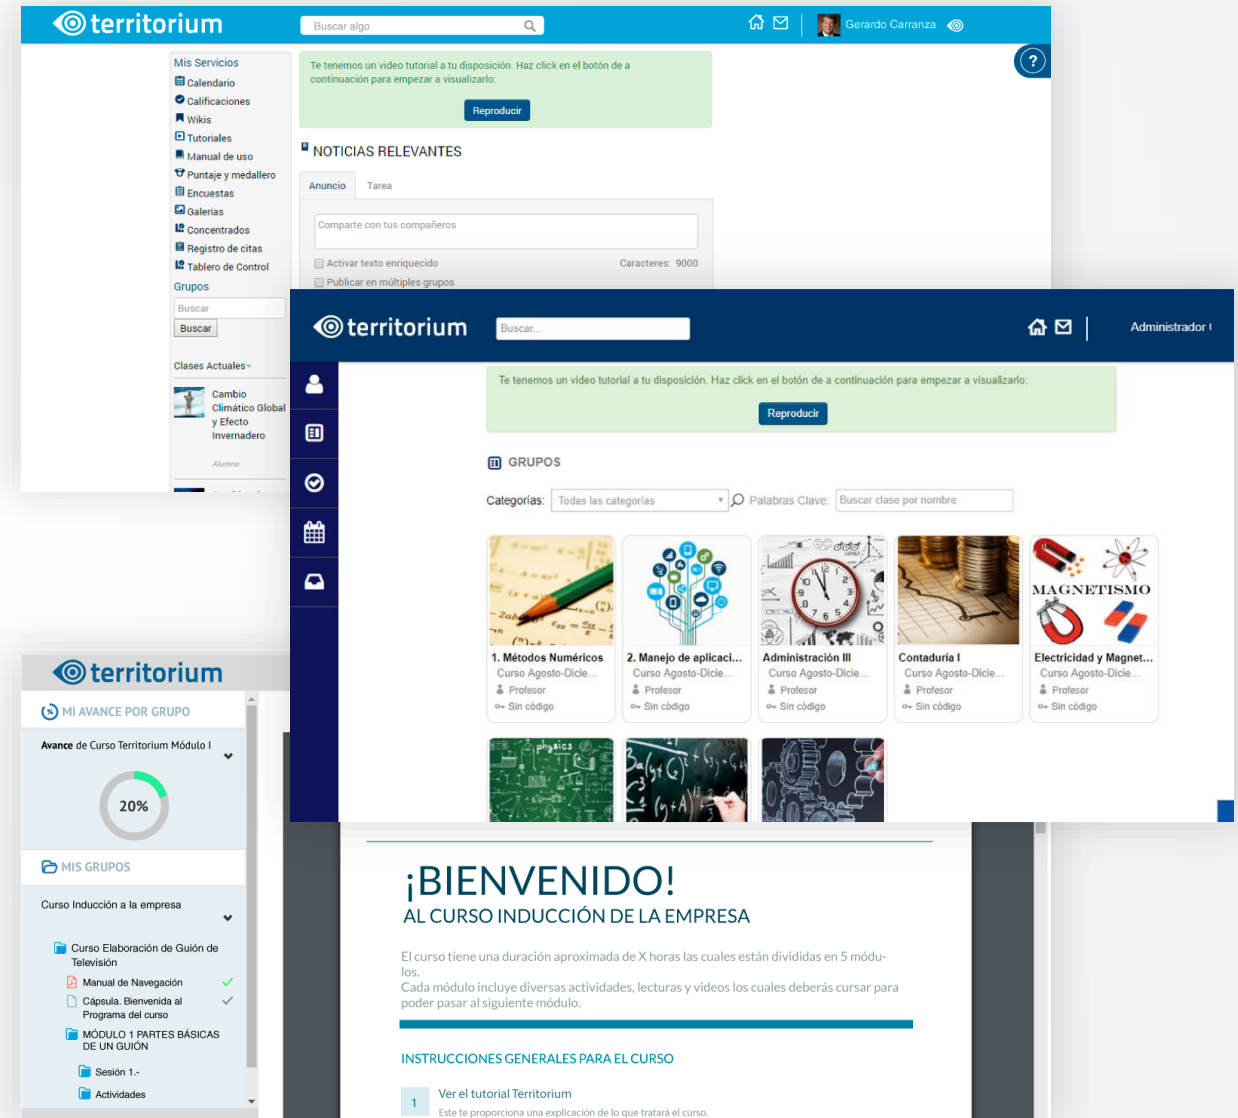 territorium
Buscar algo
Gerardo Carranza
?
Mis Servicios
Calendario
Calificaciones
Wikis
Tutoriales
Manual de uso
Puntaje y medallero
Encuestas
Galerías
Concentrados
Registro de citas
Tablero de Control
Grupos
Buscar
Buscar
Clases Actuales
Cambio
Climático Global
y Efecto
Invernadero
Alumno
Te tenemos un video tutorial a tu disposición. Haz click en el botón de a
continuación para empezar a visualizarlo:
Reproducir
NOTICIAS RELEVANTES
Anuncio Tarea
Comparte con tus compañeros
Activar texto enriquecido Caracteres: 9000
Publicar en múltiples grupos
territorium
Buscar...
Administrador
Te tenemos un video tutorial a tu disposición. Haz click en el botón de a continuación para empezar a visualizarlo:
Reproducir
GRUPOS
Categorías: Todas las categorías Palabras Clave: Buscar clase por nombre
MAGNETISMO
1. Métodos Numéricos
Curso Agosto-Dicie...
Profesor
Sin código
2. Manejo de aplicaci...
Curso Agosto-Dicie...
Profesor
Sin código
Administración III
Curso Agosto-Dicie...
Profesor
Sin código
Contaduría I
Curso Agosto-Dicie...
Profesor
Sin código
Electricidad y Magnet...
Curso Agosto-Dicie...
Profesor
Sin código
physics
territorium
MI AVANCE POR GRUPO
Avance de Curso Territorium Módulo I
20%
MIS GRUPOS
Curso Inducción a la empresa
Curso Elaboración de Guión de
Televisión
Manual de Navegación
Cápsula. Bienvenida al
Programa del curso
MÓDULO 1 PARTES BÁSICAS
DE UN GUIÓN
Sesión 1.-
Actividades
¡BIENVENIDO!
AL CURSO INDUCCIÓN DE LA EMPRESA
El curso tiene una duración aproximada de X horas las cuales están divididas en 5 módu-
los.
Cada módulo incluye diversas actividades, lecturas y videos los cuales deberás cursar para
poder pasar al siguiente módulo.
INSTRUCCIONES GENERALES PARA EL CURSO
1 Ver el tutorial Territorium
Este te proporciona una explicación de lo que tratará el curso.